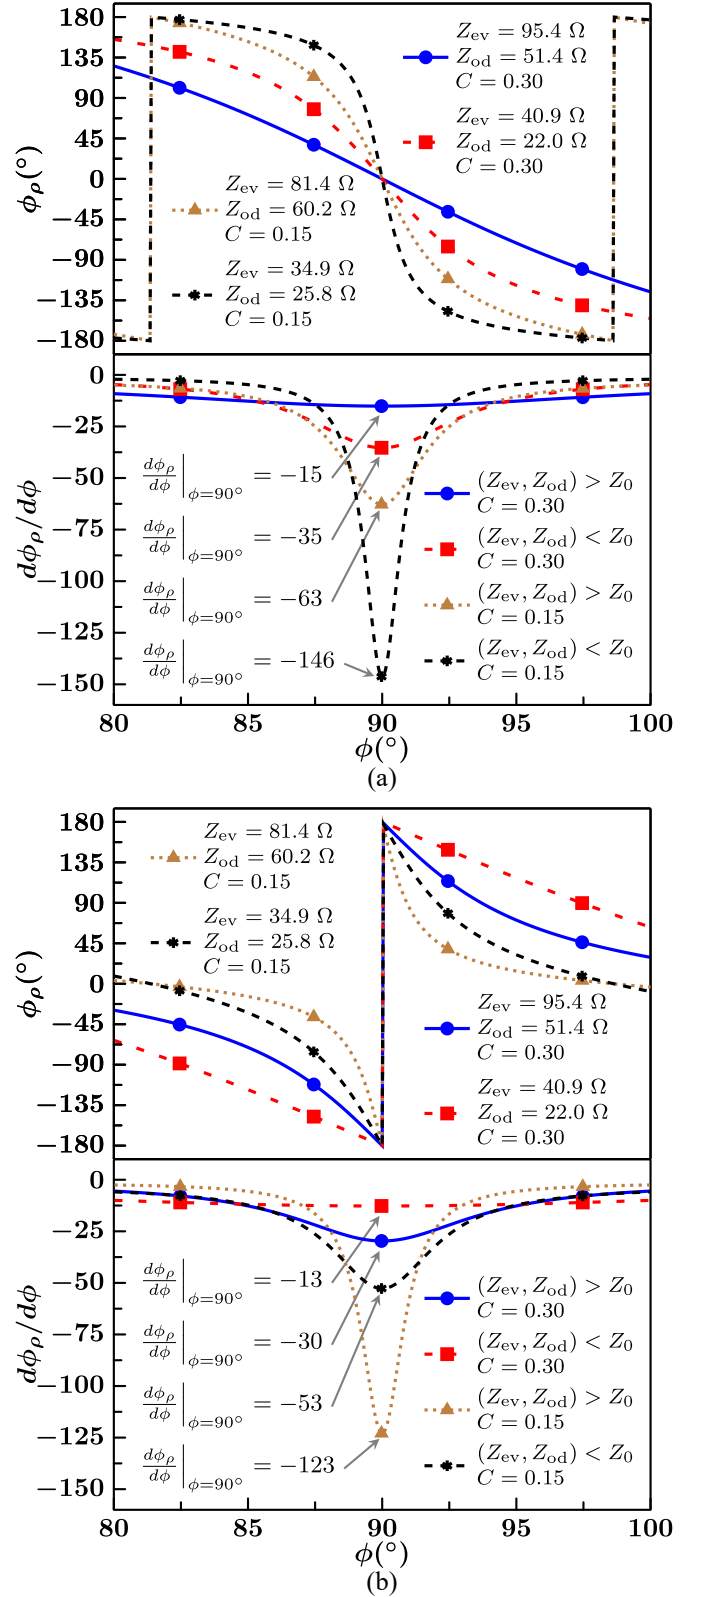 180
135
90
45
0
−45
−90
−135
−180
ϕρ(°)
Zev = 95.4 Ω
Zod = 51.4 Ω
C = 0.30
Zev = 40.9 Ω
Zod = 22.0 Ω
C = 0.30
Zev = 81.4 Ω
Zod = 60.2 Ω
C = 0.15
Zev = 34.9 Ω
Zod = 25.8 Ω
C = 0.15
0
−25
−50
−75
−100
−125
−150
dϕρ/dϕ
dϕρ/dϕ|ϕ=90° = −15
dϕρ/dϕ|ϕ=90° = −35
dϕρ/dϕ|ϕ=90° = −63
dϕρ/dϕ|ϕ=90° = −146
(Zev, Zod) > Z0
C = 0.30
(Zev, Zod) < Z0
C = 0.30
(Zev, Zod) > Z0
C = 0.15
(Zev, Zod) < Z0
C = 0.15
80 85 90 95 100
ϕ(°)
(a)
180
135
90
45
0
−45
−90
−135
−180
ϕρ(°)
Zev = 81.4 Ω
Zod = 60.2 Ω
C = 0.15
Zev = 34.9 Ω
Zod = 25.8 Ω
C = 0.15
Zev = 95.4 Ω
Zod = 51.4 Ω
C = 0.30
Zev = 40.9 Ω
Zod = 22.0 Ω
C = 0.30
0
−25
−50
−75
−100
−125
−150
dϕρ/dϕ
dϕρ/dϕ|ϕ=90° = −13
dϕρ/dϕ|ϕ=90° = −30
dϕρ/dϕ|ϕ=90° = −53
dϕρ/dϕ|ϕ=90° = −123
(Zev, Zod) > Z0
C = 0.30
(Zev, Zod) < Z0
C = 0.30
(Zev, Zod) > Z0
C = 0.15
(Zev, Zod) < Z0
C = 0.15
80 85 90 95 100
ϕ(°)
(b)